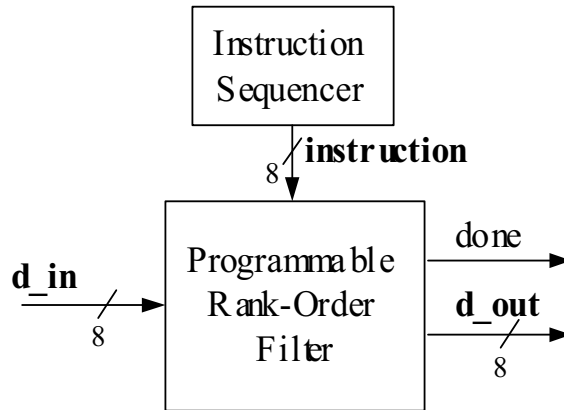 Instruction
Sequencer
instruction
8
Programmable
Rank-Order
Filter
d_in
8
done
d_out
8